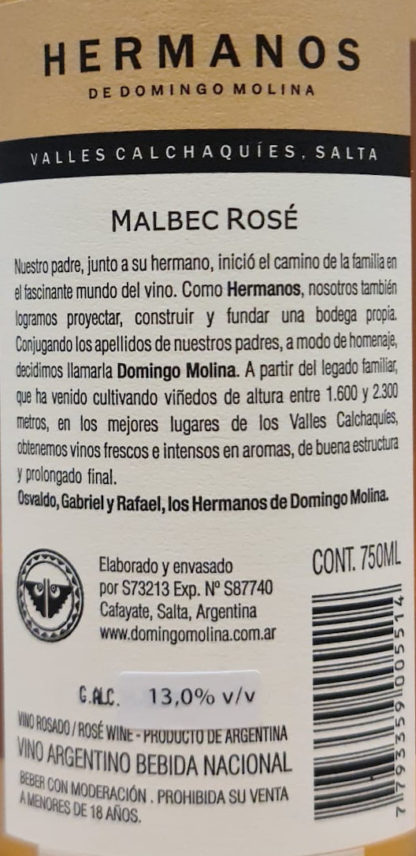 HERMANOS
DE DOMINGO MOLINA
VALLES CALCHAQUÍES, SALTA
MALBEC ROSÉ
Nuestro padre, junto a su hermano, inició el camino de la familia en
el fascinante mundo del vino. Como Hermanos, nosotros también
logramos proyectar, construir y fundar una bodega propia.
Conjugando los apellidos de nuestros padres, a modo de homenaje,
decidimos llamarla Domingo Molina. A partir del legado familiar,
que ha venido cultivando viñedos de altura entre 1.600 y 2.300
metros, en los mejores lugares de los Valles Calchaquíes,
obtenemos vinos frescos e intensos en aromas, de buena estructura
y prolongado final.
Osvaldo, Gabriel y Rafael, los Hermanos de Domingo Molina.
Elaborado y envasado
por S73213 Exp. Nº S87740
Cafayate, Salta, Argentina
www.domingomolina.com.ar
CONT. 750ML
G.ALC. 13,0% v/v
VINO ROSADO / ROSÉ WINE - PRODUCTO DE ARGENTINA
VINO ARGENTINO BEBIDA NACIONAL
BEBER CON MODERACIÓN . PROHIBIDA SU VENTA
A MENORES DE 18 AÑOS.
7793359005514